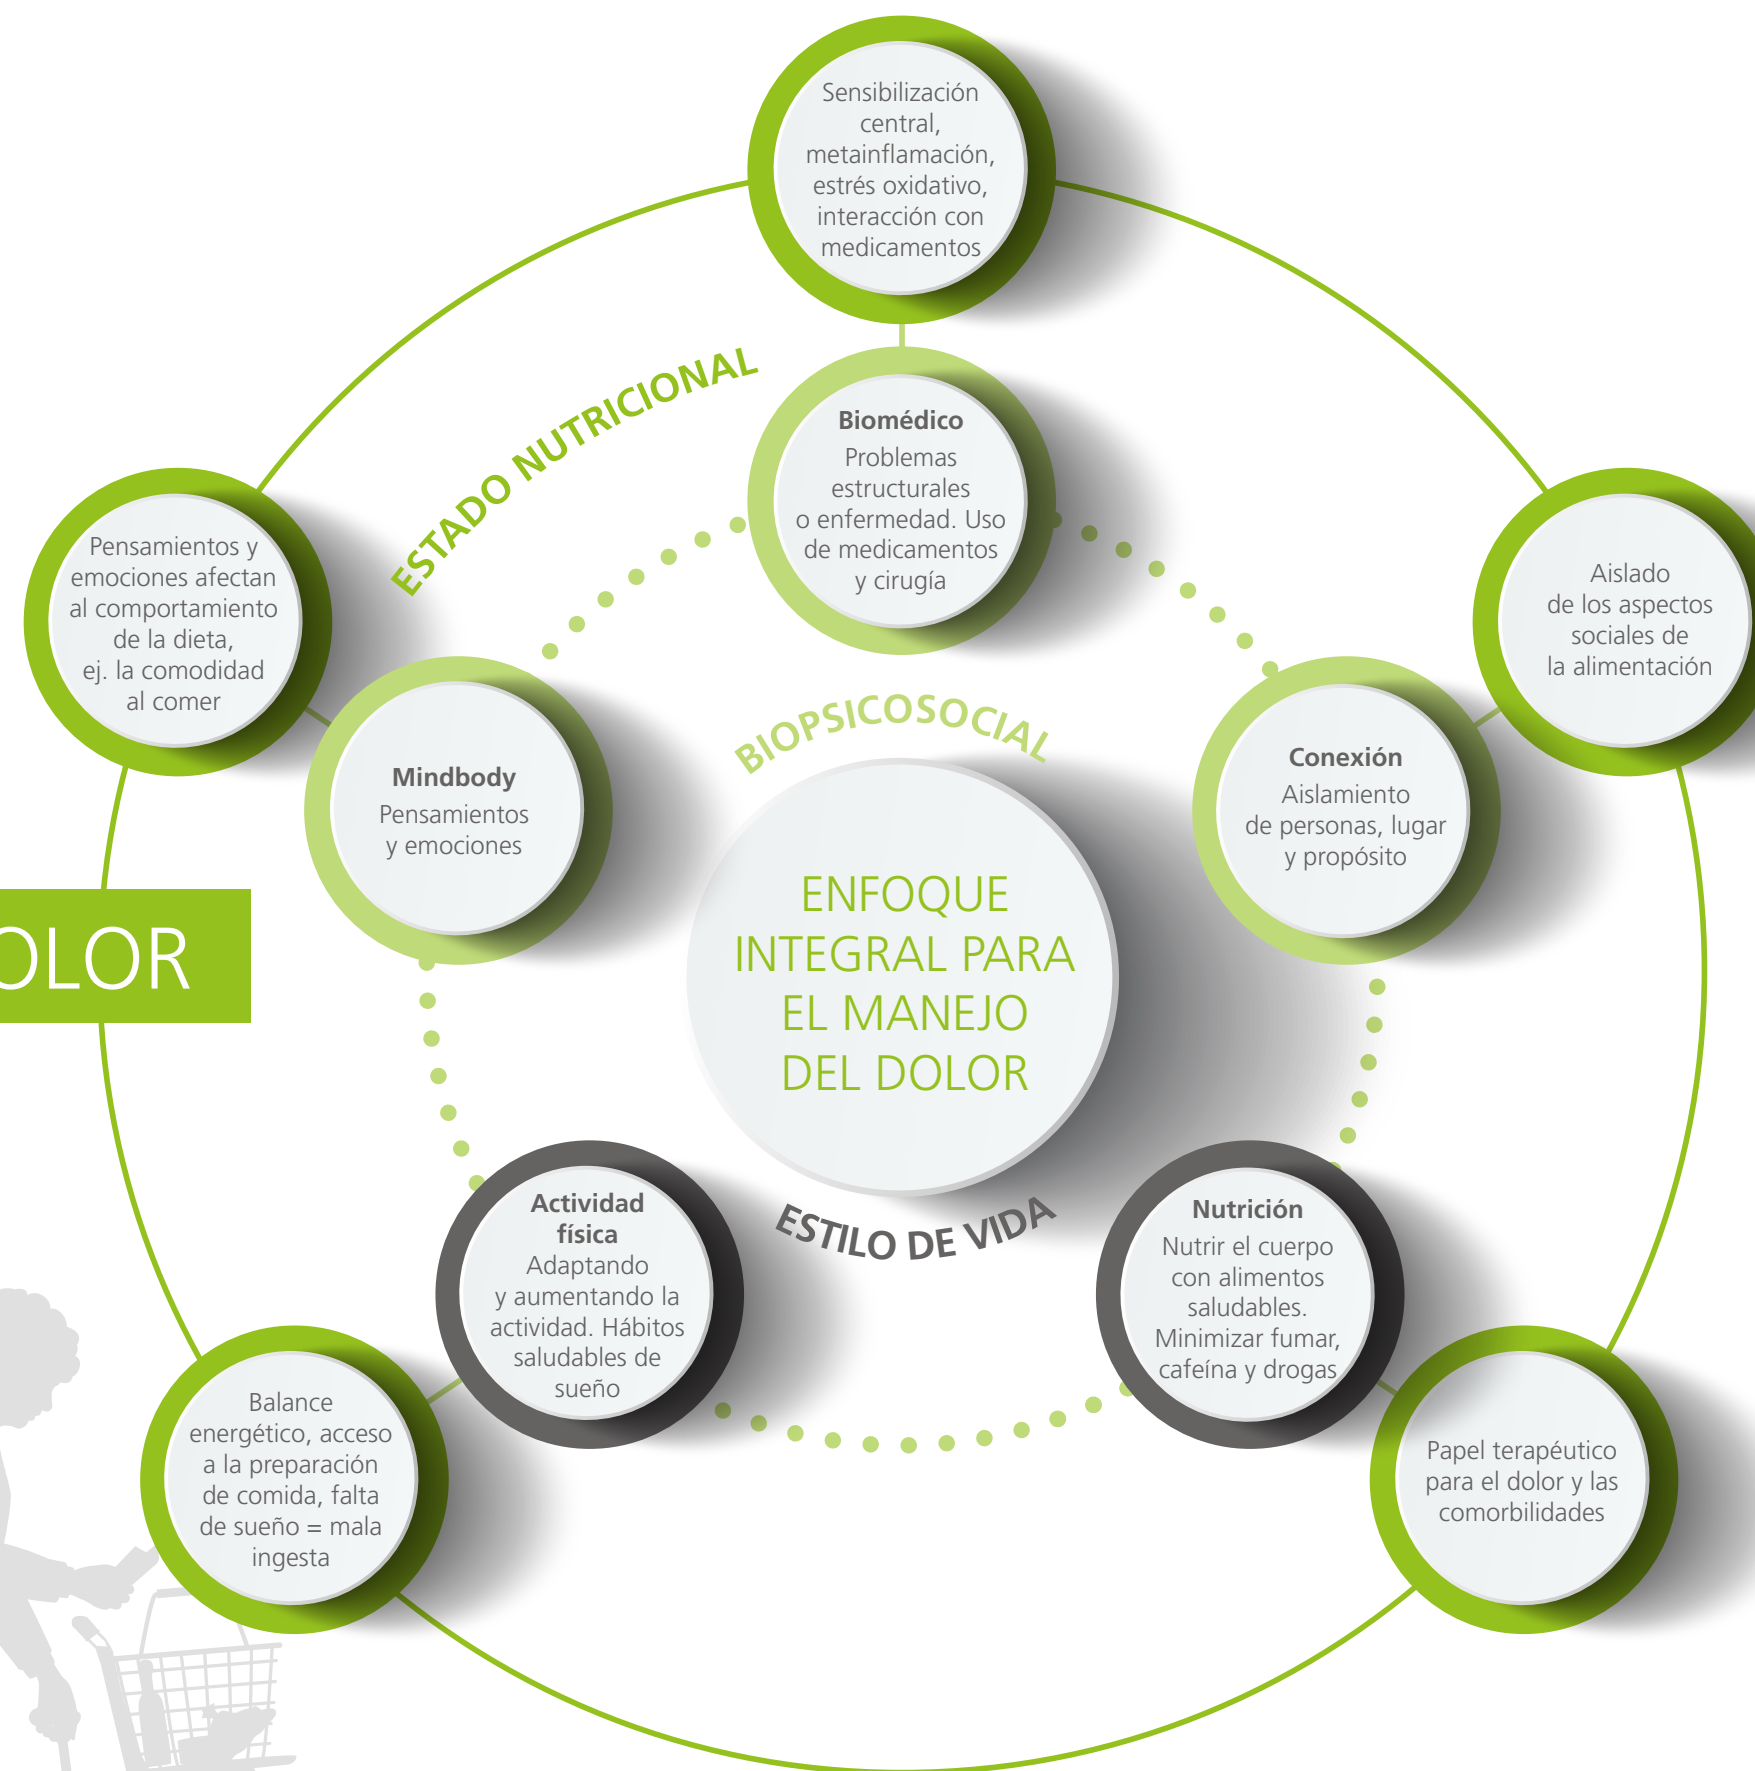 Sensibilización
central,
metainflamación,
estrés oxidativo,
interacción con
medicamentos
ESTADO NUTRICIONAL
Biomédico
Problemas
estructurales
o enfermedad. Uso
de medicamentos
y cirugía
Pensamientos y
emociones afectan
al comportamiento
de la dieta,
ej. la comodidad
al comer
Aislado
de los aspectos
sociales de
la alimentación
BIOPSICOSOCIAL
Mindbody
Pensamientos
y emociones
Conexión
Aislamiento
de personas, lugar
y propósito
ENFOQUE
INTEGRAL PARA
EL MANEJO
DEL DOLOR
OLOR
ESTILO DE VIDA
Actividad
física
Adaptando
y aumentando la
actividad. Hábitos
saludables de
sueño
Nutrición
Nutrir el cuerpo
con alimentos
saludables.
Minimizar fumar,
cafeína y drogas
Balance
energético, acceso
a la preparación
de comida, falta
de sueño = mala
ingesta
Papel terapéutico
para el dolor y las
comorbilidades